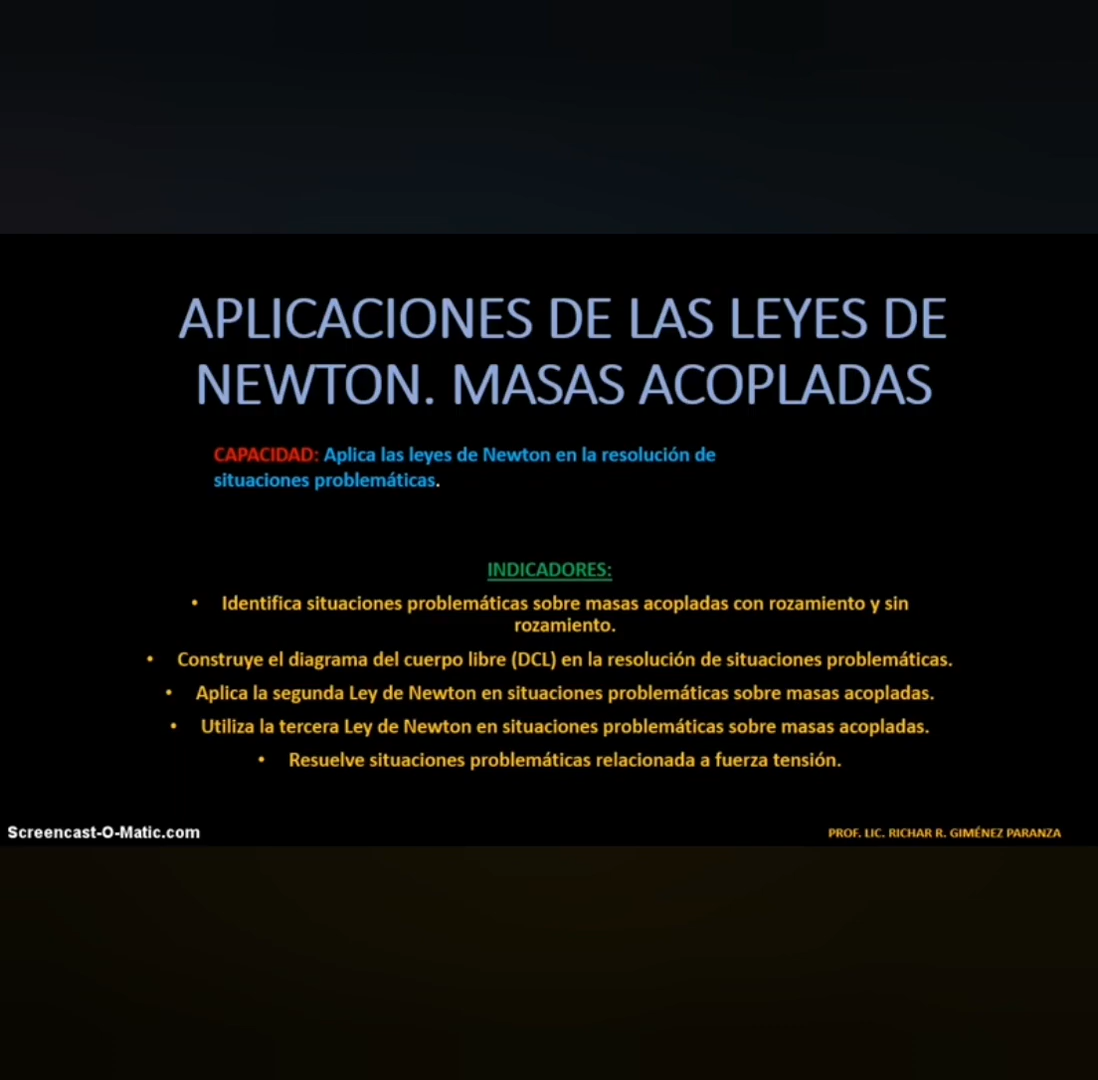 APLICACIONES DE LAS LEYES DE
NEWTON. MASAS ACOPLADAS
CAPACIDAD: Aplica las leyes de Newton en la resolución de
situaciones problemáticas.
INDICADORES:
• Identifica situaciones problemáticas sobre masas acopladas con rozamiento y sin
rozamiento.
• Construye el diagrama del cuerpo libre (DCL) en la resolución de situaciones problemáticas.
• Aplica la segunda Ley de Newton en situaciones problemáticas sobre masas acopladas.
• Utiliza la tercera Ley de Newton en situaciones problemáticas sobre masas acopladas.
• Resuelve situaciones problemáticas relacionada a fuerza tensión.
Screencast-O-Matic.com
PROF. LIC. RICHAR R. GIMÉNEZ PARANZA